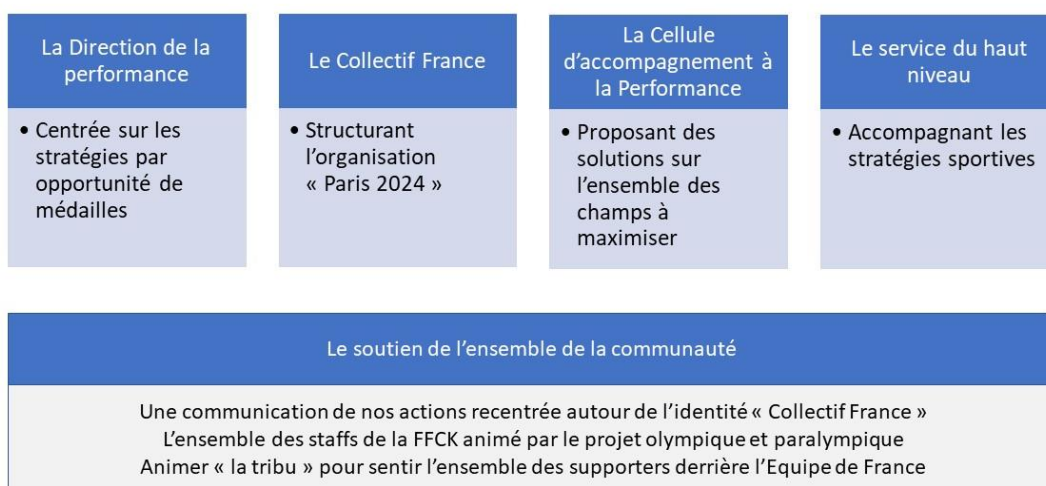 La Direction de la
performance
• Centrée sur les
stratégies par
opportunité de
médailles
Le Collectif France
• Structurant
l'organisation
« Paris 2024 »
La Cellule
d'accompagnement à
la Performance
• Proposant des
solutions sur
l'ensemble des
champs à
maximiser
Le service du haut
niveau
• Accompagnant les
stratégies sportives
Le soutien de l'ensemble de la communauté
Une communication de nos actions recentrée autour de l'identité « Collectif France »
L'ensemble des staffs de la FFCK animé par le projet olympique et paralympique
Animer « la tribu » pour sentir l'ensemble des supporters derrière l'Equipe de France